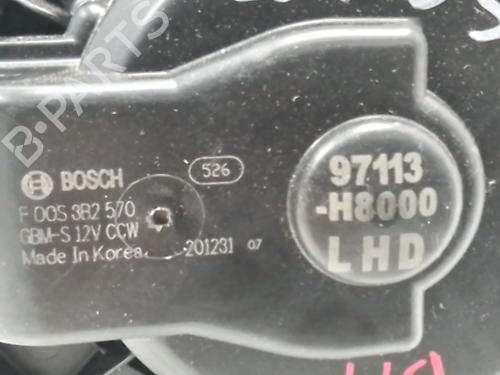 B-PARTS
BOSCH
526
F 00S 3B2 570
GBM-S 12V CCW
Made In Korea
201231 07
97113
-H8000
LHD